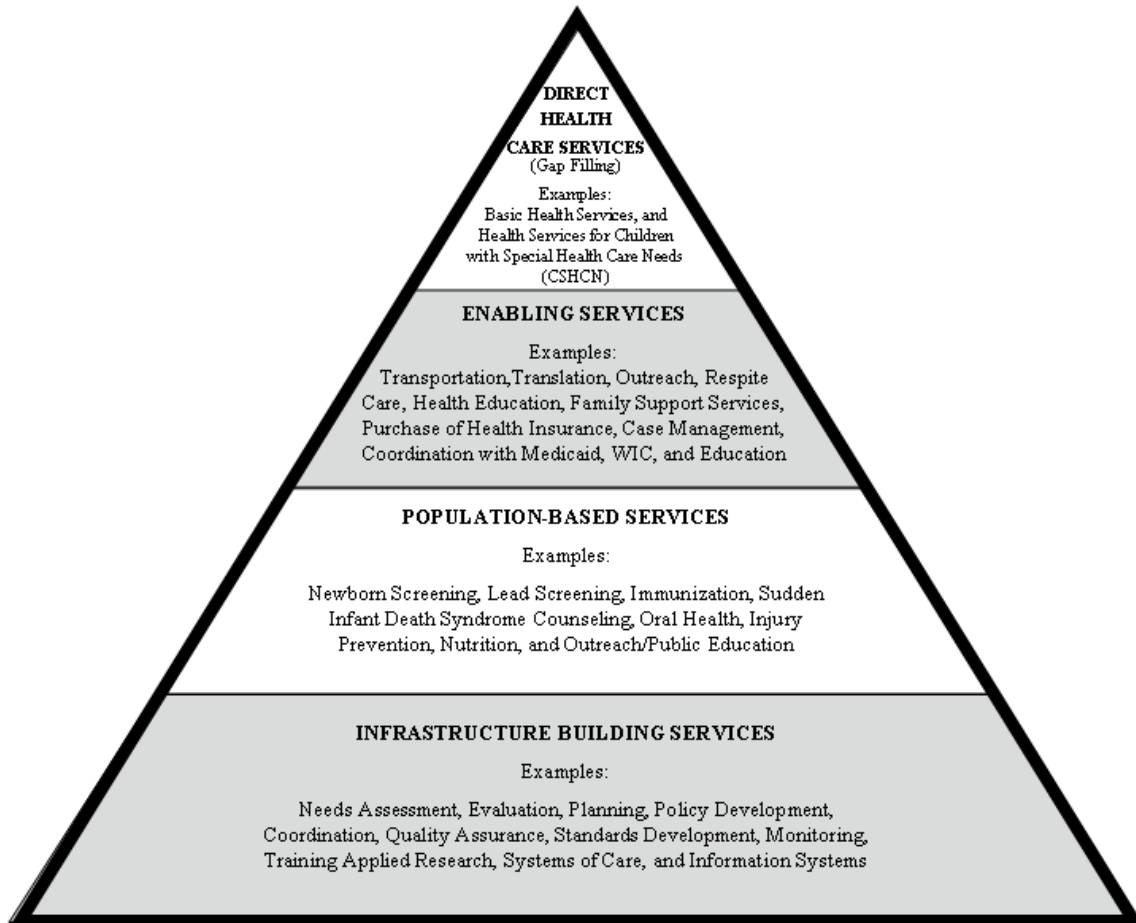 DIRECT
HEALTH
CARE SERVICES
(Gap Filling)
Examples:
Basic Health Services, and
Health Services for Children
with Special Health Care Needs
(CSHCN)
ENABLING SERVICES
Examples:
Transportation,Translation, Outreach, Respite
Care, Health Education, Family Support Services,
Purchase of Health Insurance, Case Management,
Coordination with Medicaid, WIC, and Education
POPULATION-BASED SERVICES
Examples:
Newborn Screening, Lead Screening, Immunization, Sudden
Infant Death Syndrome Counseling, Oral Health, Injury
Prevention, Nutrition, and Outreach/Public Education
INFRASTRUCTURE BUILDING SERVICES
Examples:
Needs Assessment, Evaluation, Planning, Policy Development,
Coordination, Quality Assurance, Standards Development, Monitoring,
Training Applied Research, Systems of Care, and Information Systems